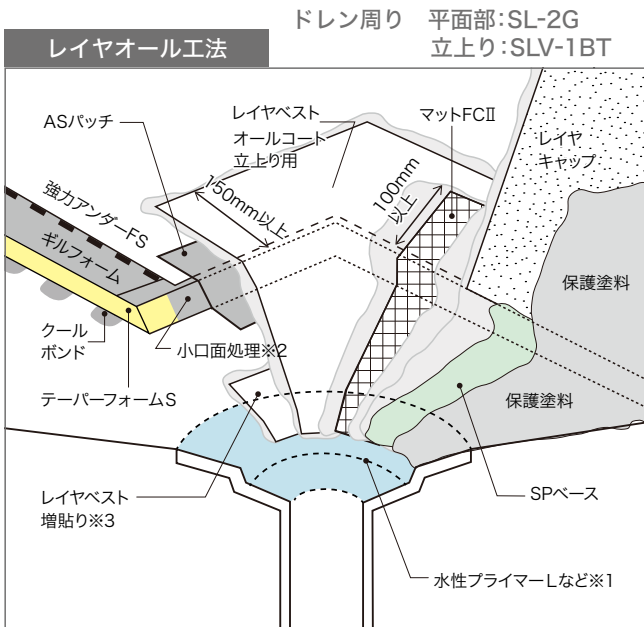 ドレン周り　平面部：SL-2G
立上り：SLV-1BT
レイヤオール工法
ASパッチ
レイヤベスト
オールコート
立上り用
マットFCⅡ
レイヤ
キャップ
150mm以上
100mm
以上
強力アンダーFS
ギルフォーム
保護塗料
クール
ボンド
小口面処理※2
テーパーフォームS
保護塗料
レイヤベスト
増貼り※3
SPベース
水性プライマーLなど※1